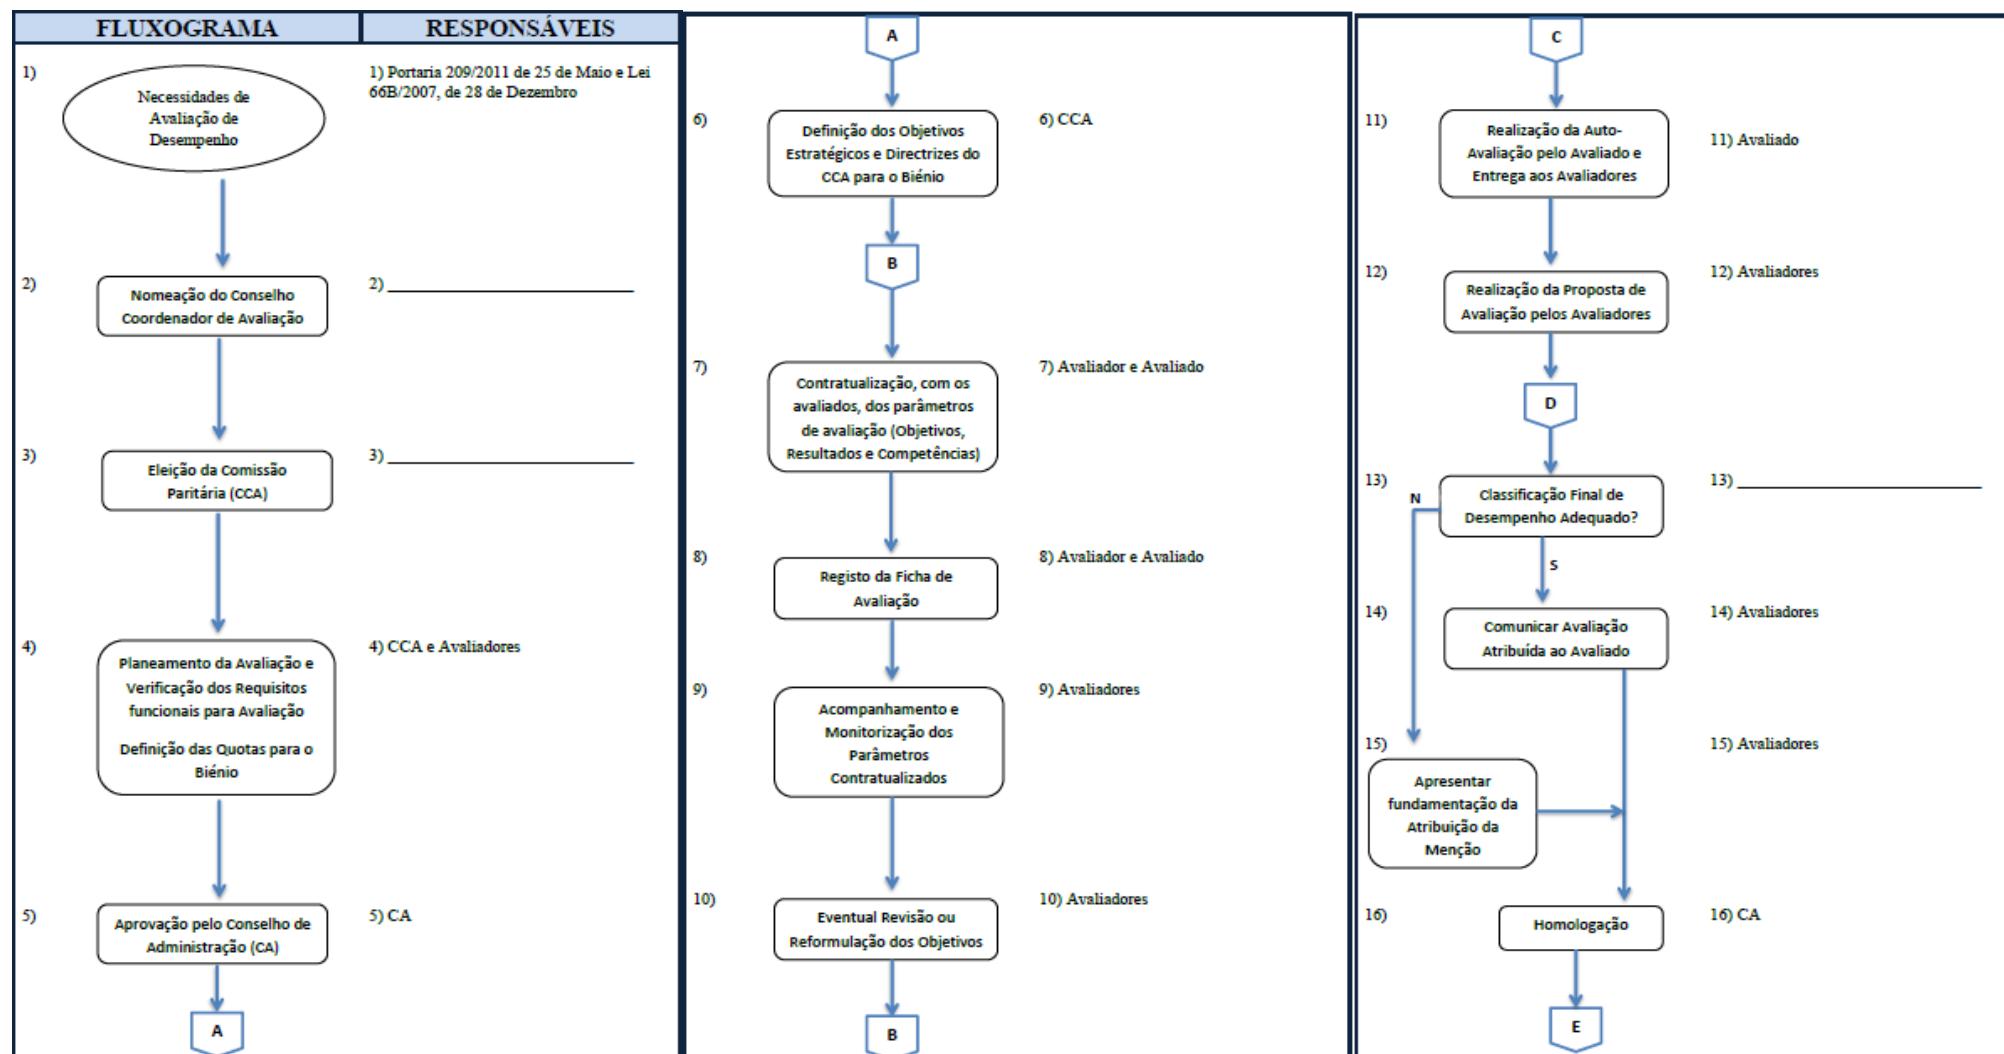 FLUXOGRAMA
RESPONSÁVEIS
1)
Necessidades de
Avaliação de
Desempenho
1) Portaria 209/2011 de 25 de Maio e Lei
66B/2007, de 28 de Dezembro
2)
Nomeação do Conselho
Coordenador de Avaliação
2)
3)
Eleição da Comissão
Paritária (CCA)
3)
4)
Planeamento da Avaliação e
Verificação dos Requisitos
funcionais para Avaliação
Definição das Quotas para o
Biénio
4) CCA e Avaliadores
5)
Aprovação pelo Conselho de
Administração (CA)
5) CA
A
A
6)
Definição dos Objetivos
Estratégicos e Directrizes do
CCA para o Biénio
6) CCA
B
7)
Contratualização, com os
avaliados, dos parâmetros
de avaliação (Objetivos,
Resultados e Competências)
7) Avaliador e Avaliado
8)
Registo da Ficha de
Avaliação
8) Avaliador e Avaliado
9)
Acompanhamento e
Monitorização dos
Parâmetros
Contratualizados
9) Avaliadores
10)
Eventual Revisão ou
Reformulação dos Objetivos
10) Avaliadores
B
C
11)
Realização da Auto-
Avaliação pelo Avaliado e
Entrega aos Avaliadores
11) Avaliado
12)
Realização da Proposta de
Avaliação pelos Avaliadores
12) Avaliadores
D
13)
N
Classificação Final de
Desempenho Adequado?
13)
S
14)
Comunicar Avaliação
Atribuída ao Avaliado
14) Avaliadores
15)
Apresentar
fundamentação da
Atribuição da
Menção
15) Avaliadores
16)
Homologação
16) CA
E